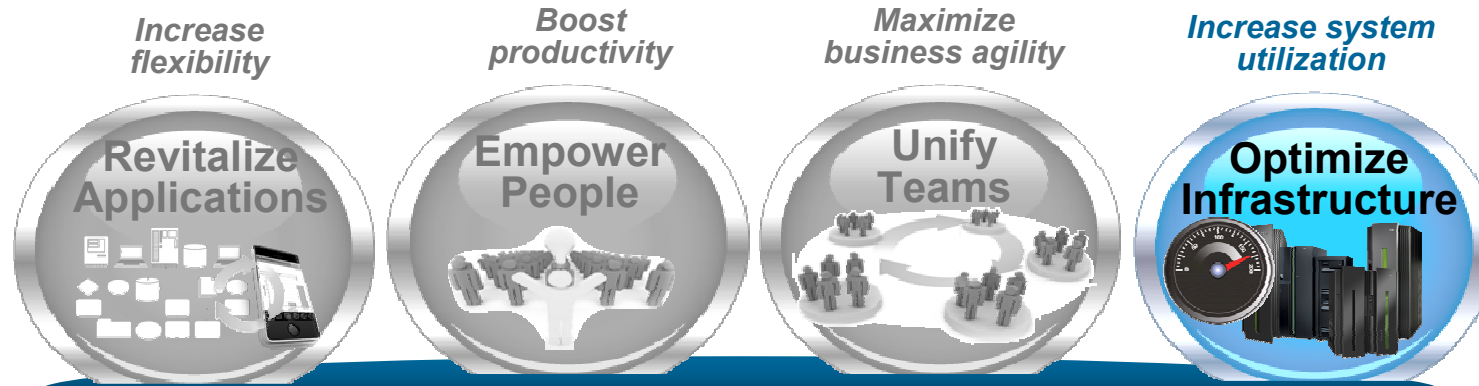 Increase
flexibility
Boost
productivity
Maximize
business agility
Increase system
utilization
Revitalize
Applications
Empower
People
Unify
Teams
Optimize
Infrastructure